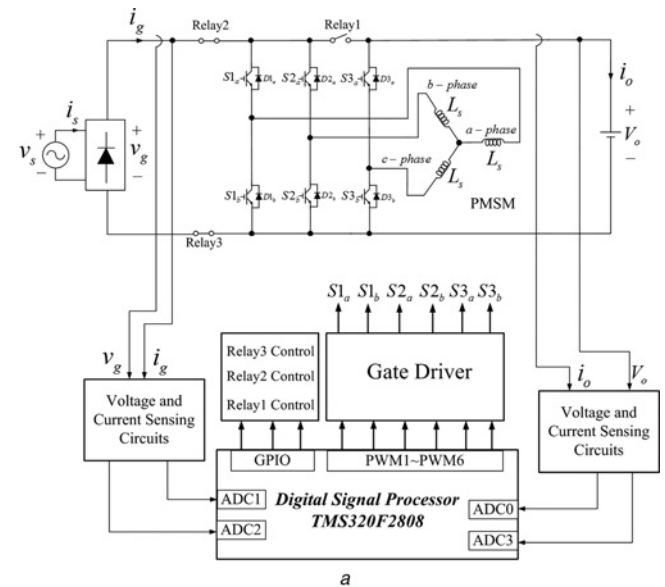 i_g
Relay2
Relay1
S1_a D1_a S2_a D2_a S3_a D3_a
b - phase
L_s
a - phase
L_s
c - phase
L_s
PMSM
i_s
+ v_s −
+ v_g −
i_o
+ V_o −
S1_b D1_b S2_b D2_b S3_b D3_b
Relay3
S1_a S1_b S2_a S2_b S3_a S3_b
v_g i_g
Relay3 Control
Relay2 Control
Relay1 Control
Gate Driver
i_o V_o
Voltage and
Current Sensing
Circuits
Voltage and
Current Sensing
Circuits
GPIO
PWM1~PWM6
ADC1
ADC2
Digital Signal Processor
TMS320F2808
ADC0
ADC3
a